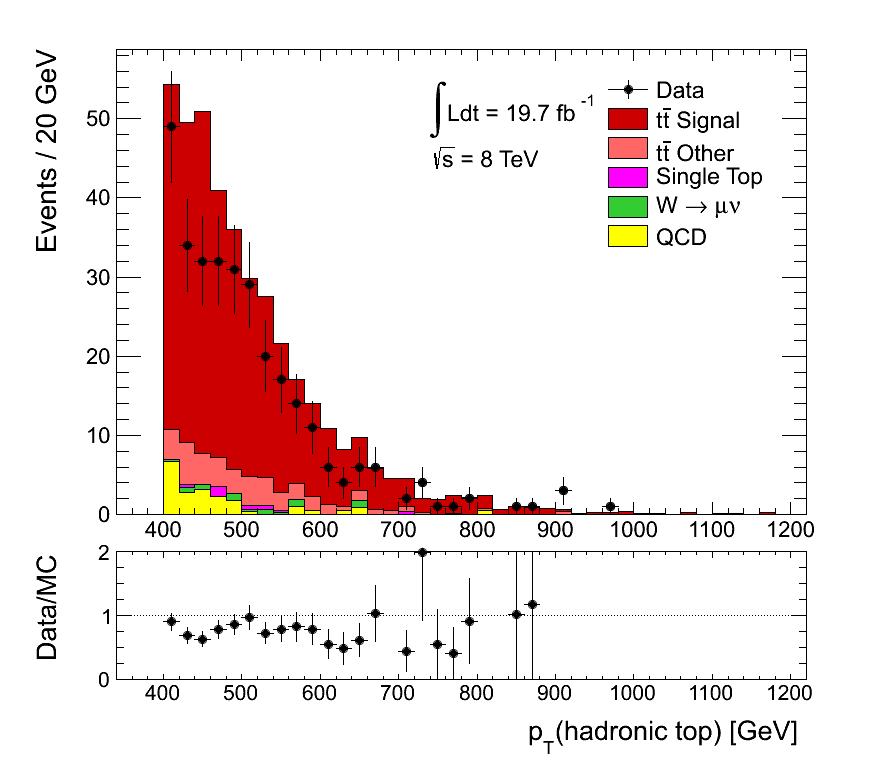 Events / 20 GeV
50
40
30
20
10
0
∫ Ldt = 19.7 fb⁻¹
√s = 8 TeV
Data
tt̄ Signal
tt̄ Other
Single Top
W → μν
QCD
400 500 600 700 800 900 1000 1100 1200
Data/MC
2
1
0
400 500 600 700 800 900 1000 1100 1200
p_T(hadronic top) [GeV]